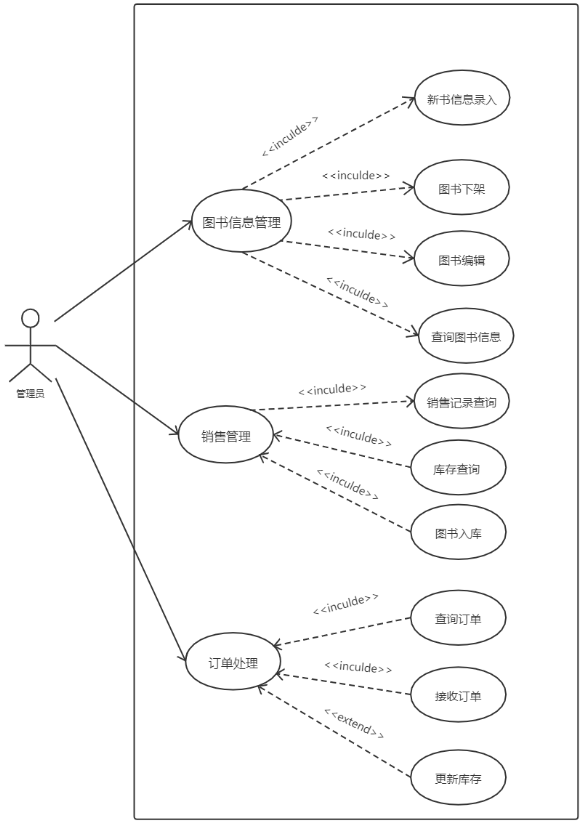 新书信息录入
<<inculde>>
<<inculde>>
图书下架
图书信息管理
<<inculde>>
图书编辑
<<inculde>>
查询图书信息
管理员
<<inculde>>
销售记录查询
销售管理
<<inculde>>
库存查询
<<inculde>>
图书入库
<<inculde>>
查询订单
订单处理
<<inculde>>
接收订单
<<extend>>
更新库存